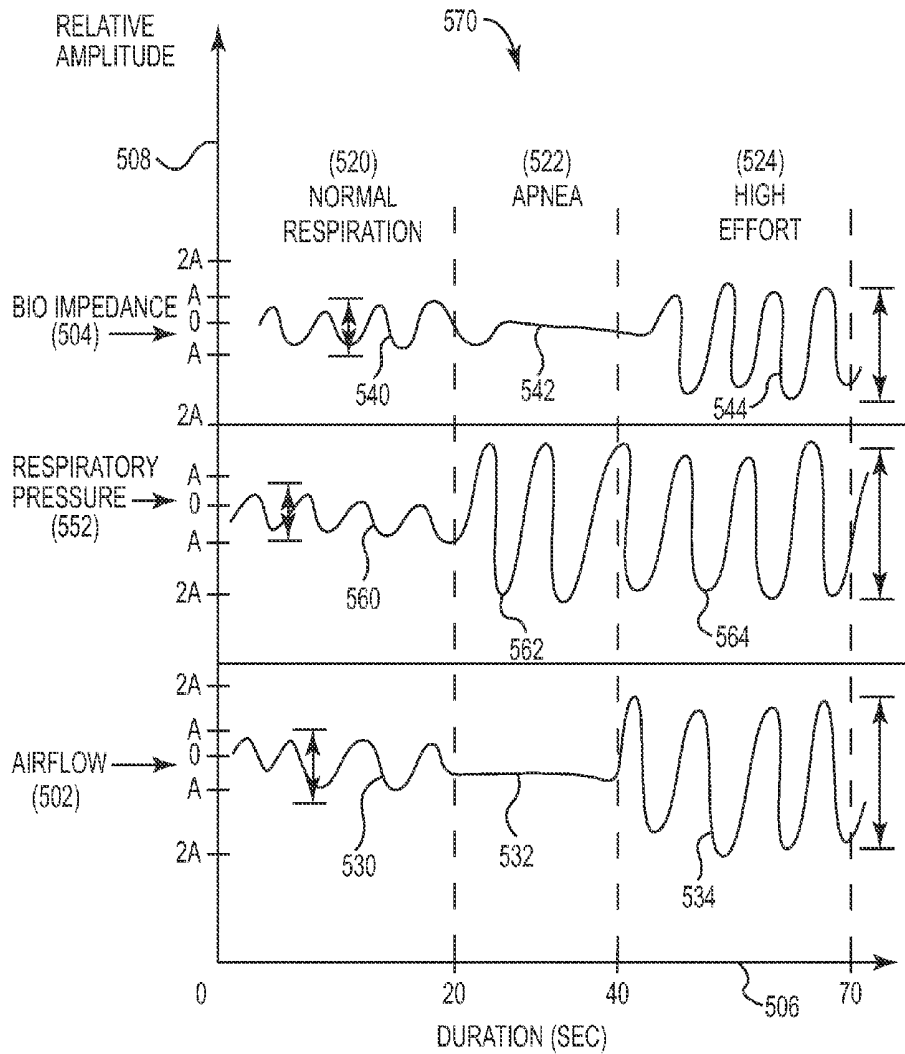 RELATIVE
AMPLITUDE
570
508
(520)
NORMAL
RESPIRATION
(522)
APNEA
(524)
HIGH
EFFORT
2A
A
BIO IMPEDANCE
(504)
0
A
540
542
544
2A
RESPIRATORY
PRESSURE
(552)
A
0
A
2A
560
562
564
2A
A
AIRFLOW
(502)
0
A
2A
530
532
534
0
20
40
506
70
DURATION (SEC)